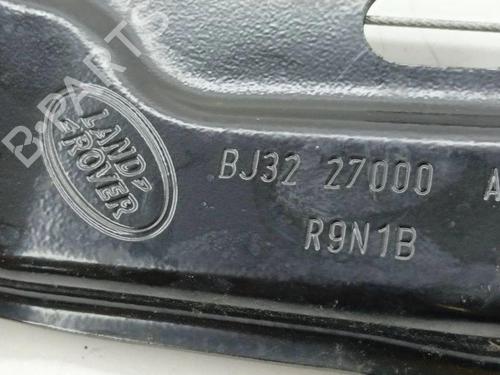 B-PARTS
LAND
ROVER
BJ32 27000 A
R9N1B